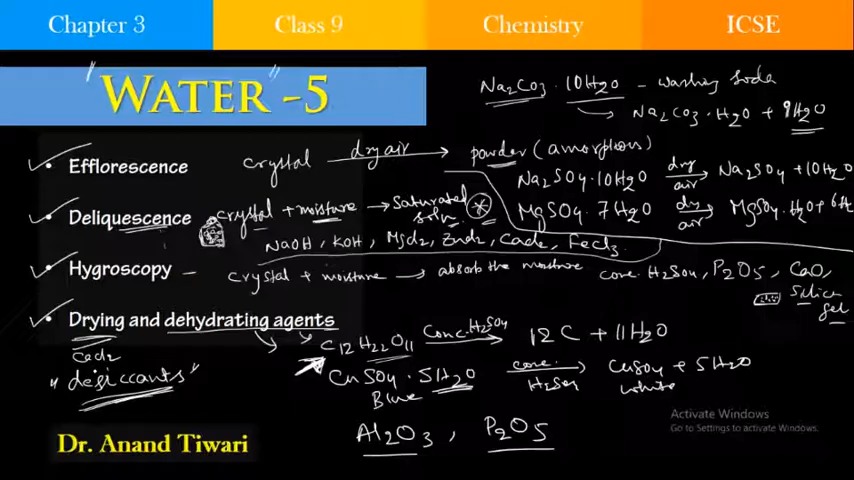 Chapter 3 Class 9 Chemistry ICSE
"WATER" -5
Na2CO3 · 10H2O - washing soda
→ Na2CO3 · H2O + 9H2O
• Efflorescence crystal dry air → powder (amorphous)
Na2SO4 · 10H2O dry air → Na2SO4 + 10H2O
• Deliquescence crystal + moisture → Saturated soln.
MgSO4 · 7H2O dry air → MgSO4 · H2O + 6H
NaOH, KOH, MgCl2, ZnCl2, CaCl2, FeCl3
• Hygroscopy - crystal + moisture → absorb the moisture conc. H2SO4, P2O5, CaO,
Silica gel
• Drying and dehydrating agents
CaCl2
C12H22O11 Conc H2SO4 → 12C + 11H2O
"desiccants"
CuSO4 · 5H2O conc. H2SO4 → CuSO4 + 5H2O
Blue white
Al2O3, P2O5
Activate Windows
Go to Settings to activate Windows.
Dr. Anand Tiwari